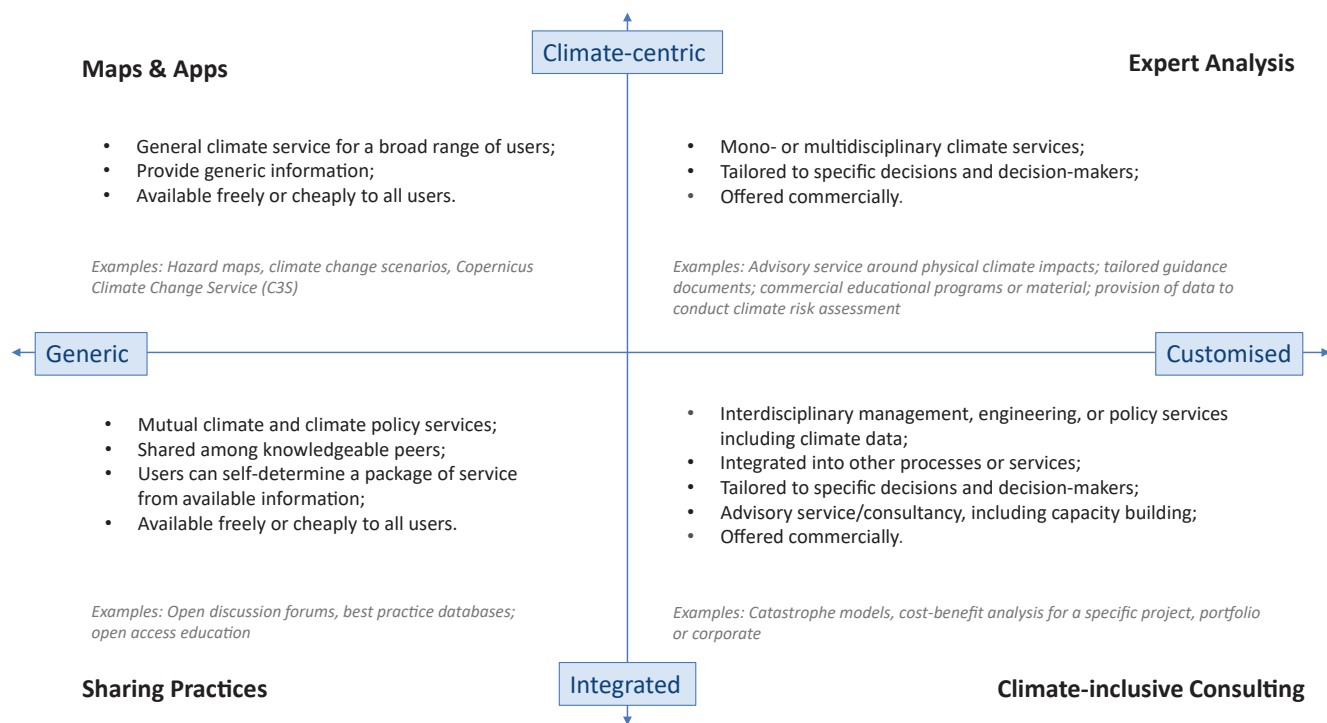 Climate-centric
Maps & Apps
Expert Analysis
• General climate service for a broad range of users;
• Provide generic information;
• Available freely or cheaply to all users.
• Mono- or multidisciplinary climate services;
• Tailored to specific decisions and decision-makers;
• Offered commercially.
Examples: Hazard maps, climate change scenarios, Copernicus
Climate Change Service (C3S)
Examples: Advisory service around physical climate impacts; tailored guidance
documents; commercial educational programs or material; provision of data to
conduct climate risk assessment
Generic
Customised
• Mutual climate and climate policy services;
• Shared among knowledgeable peers;
• Users can self-determine a package of service
from available information;
• Available freely or cheaply to all users.
• Interdisciplinary management, engineering, or policy services
including climate data;
• Integrated into other processes or services;
• Tailored to specific decisions and decision-makers;
• Advisory service/consultancy, including capacity building;
• Offered commercially.
Examples: Open discussion forums, best practice databases;
open access education
Examples: Catastrophe models, cost-benefit analysis for a specific project, portfolio
or corporate
Sharing Practices
Integrated
Climate-inclusive Consulting